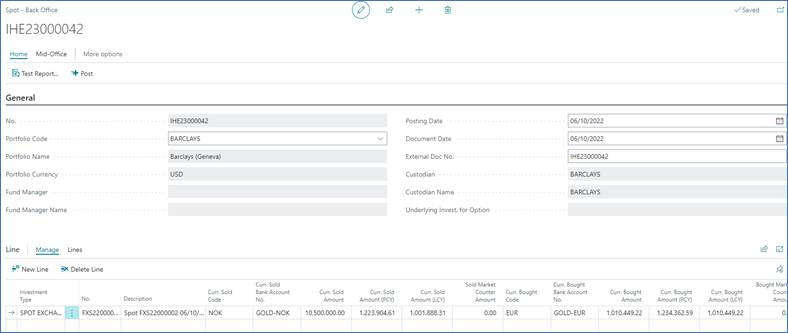 Spot - Back Office
Saved
IHE23000042
Home Mid-Office More options
Test Report... Post
General
No. IHE23000042 Posting Date 06/10/2022
Portfolio Code BARCLAYS Document Date 06/10/2022
Portfolio Name Barclays (Geneva) External Doc No. IHE23000042
Portfolio Currency USD Custodian BARCLAYS
Fund Manager Custodian Name BARCLAYS
Fund Manager Name Underlying Invest. for Option
Line Manage Lines
New Line Delete Line
Investment Type No. Description Curr. Sold Code Curr. Sold Bank Account No. Curr. Sold Amount Curr. Sold Amount (PCY) Curr. Sold Amount (LCY) Sold Market Counter Amount Curr. Bought Code Curr. Bought Bank Account No. Curr. Bought Amount Curr. Bought Amount (PCY) Curr. Bought Amount (LCY) Bought Mark Count Amou
SPOT EXCHA... FXS220000... Spot FXS22000002 06/10/... NOK GOLD-NOK 10,500,000.00 1.223,904.61 1.001.888.31 0.00 EUR GOLD-EUR 1.010,449.22 1,234,362.59 1,010,449.22 0.